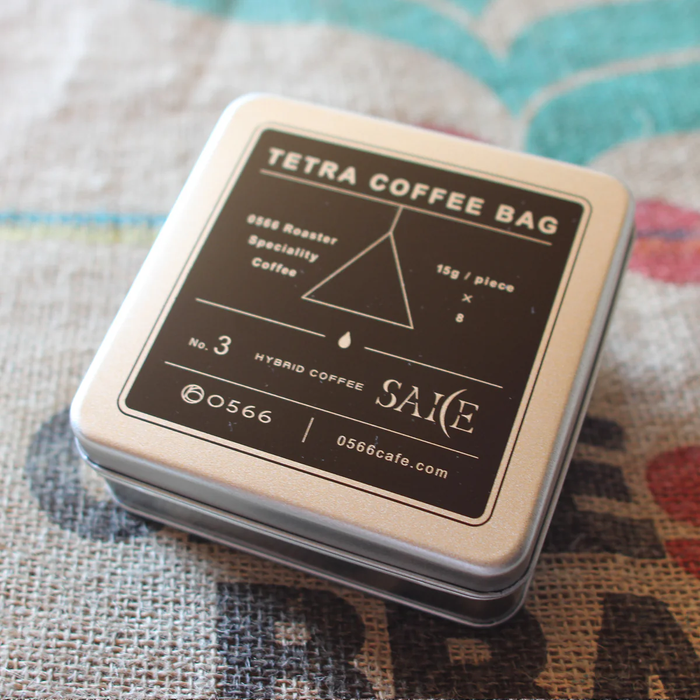 TETRA COFFEE BAG
0566 Roaster
Speciality
Coffee
15g / piece
×
8
No. 3
HYBRID COFFEE
SAICE
0566
0566cafe.com